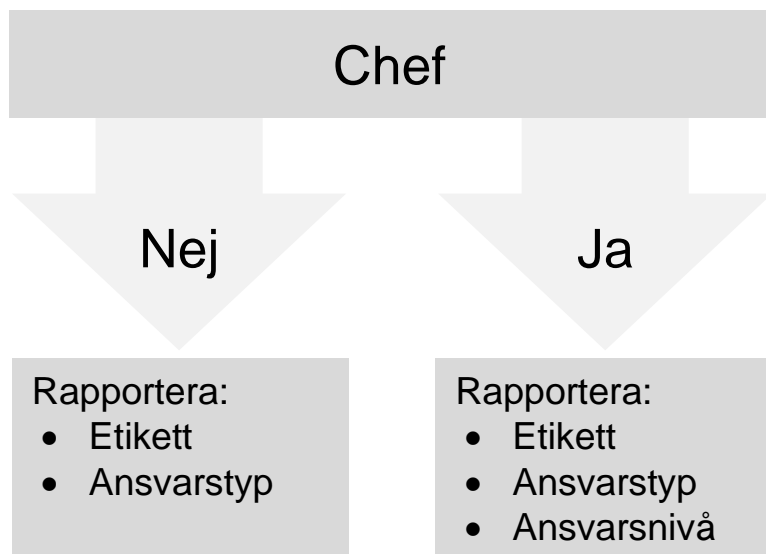 Chef
Nej
Ja
Rapportera:
• Etikett
• Ansvarstyp
Rapportera:
• Etikett
• Ansvarstyp
• Ansvarsnivå